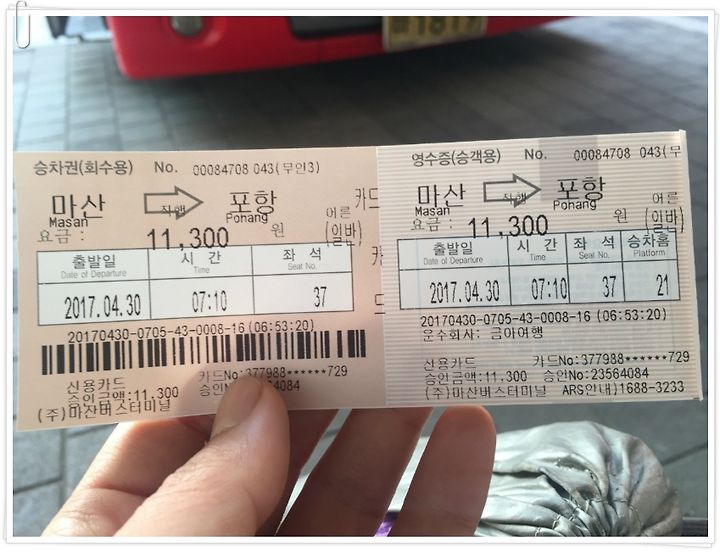 승차권(회수용) No. 00084708 043(무인3)
마산 직행 포항
Masan Pohang
어른
요금 : 11,300 원 (일반)
출발일 시 간 좌 석
Date of Departure Time Seat No.
2017.04.30 07:10 37
20170430-0705-43-0008-16 (06:53:20)
신용카드 카드No:377988******729
승인금액:11,300 승인
(주)마산버스터미널
카드
영수증(승객용) No. 00084708 043(무
마산 직행 포항
Masan Pohang
어른
요금 : 11,300 원 (일반)
출발일 시 간 좌 석 승차홈
Date of Departure Time Seat No. Platform
2017.04.30 07:10 37 21
20170430-0705-43-0008-16 (06:53:20)
운수회사: 금아여행
신용카드 카드No:377988******729
승인금액:11,300 승인No:23564084
(주)마산버스터미널 ARS안내)1688-3233